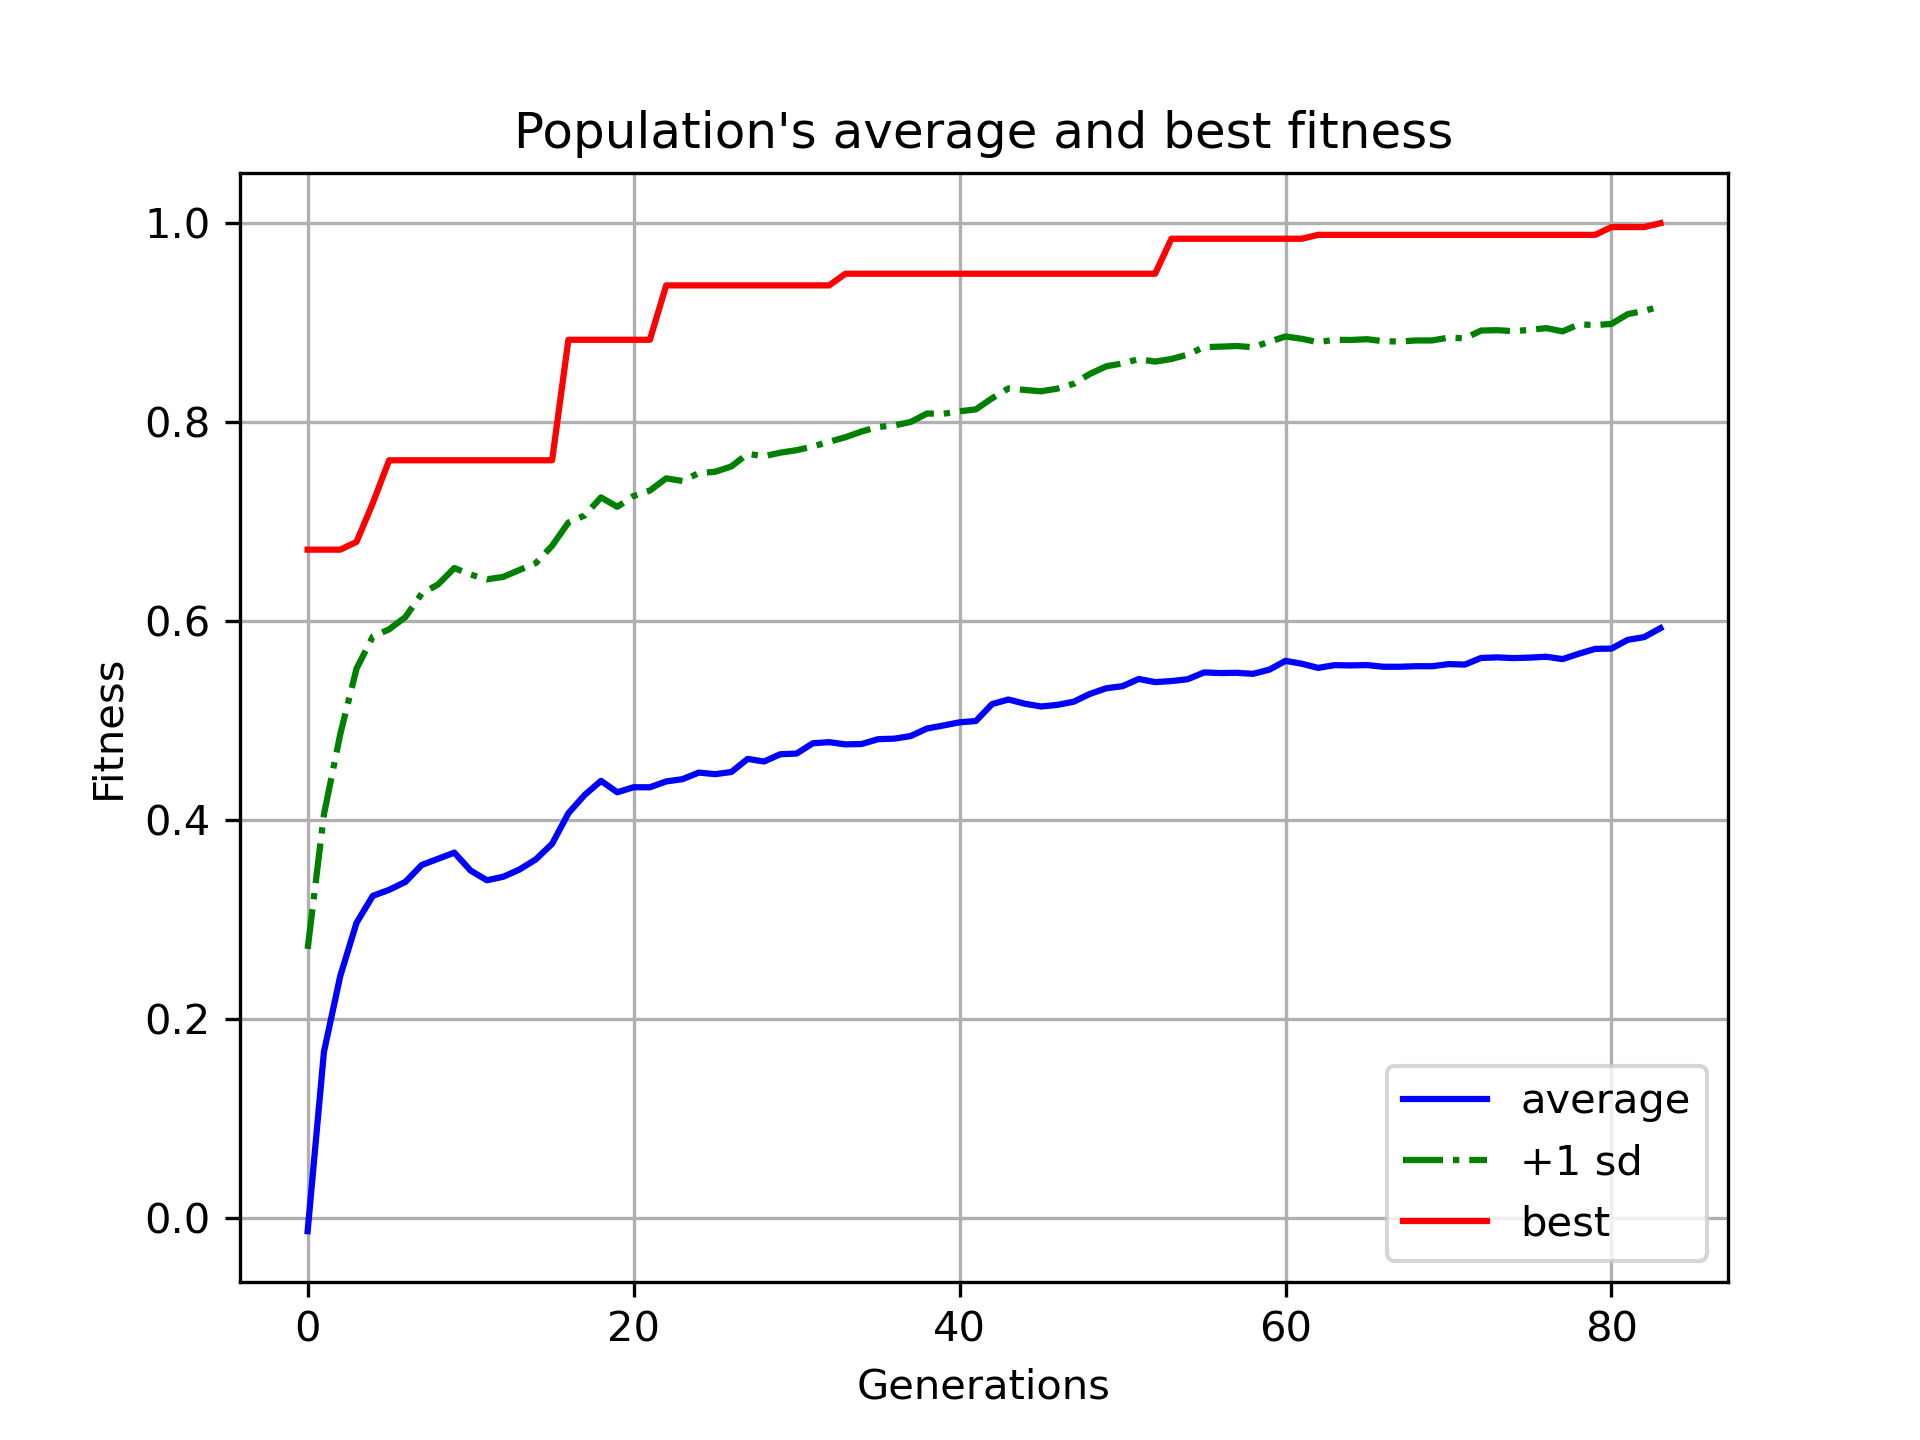 Population's average and best fitness
Fitness
1.0
0.8
0.6
0.4
0.2
0.0
0 20 40 60 80
Generations
average
+1 sd
best